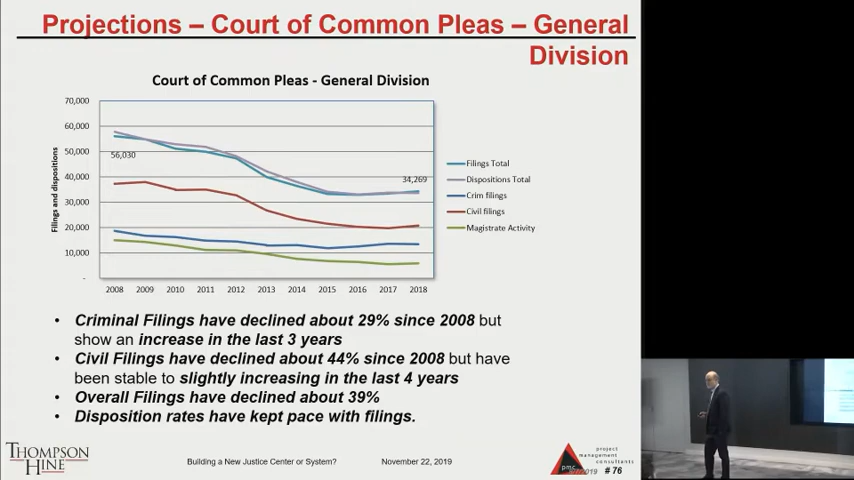 Projections – Court of Common Pleas – General
Division
Court of Common Pleas - General Division
70,000
60,000
50,000
40,000
30,000
20,000
10,000
-
Filings and dispositions
56,030
34,269
2008 2009 2010 2011 2012 2013 2014 2015 2016 2017 2018
Filings Total
Dispositions Total
Crim filings
Civil filings
Magistrate Activity
• Criminal Filings have declined about 29% since 2008 but
show an increase in the last 3 years
• Civil Filings have declined about 44% since 2008 but have
been stable to slightly increasing in the last 4 years
• Overall Filings have declined about 39%
• Disposition rates have kept pace with filings.
THOMPSON
HINE
Building a New Justice Center or System? November 22, 2019
pmc
project
management
consultants
# 76